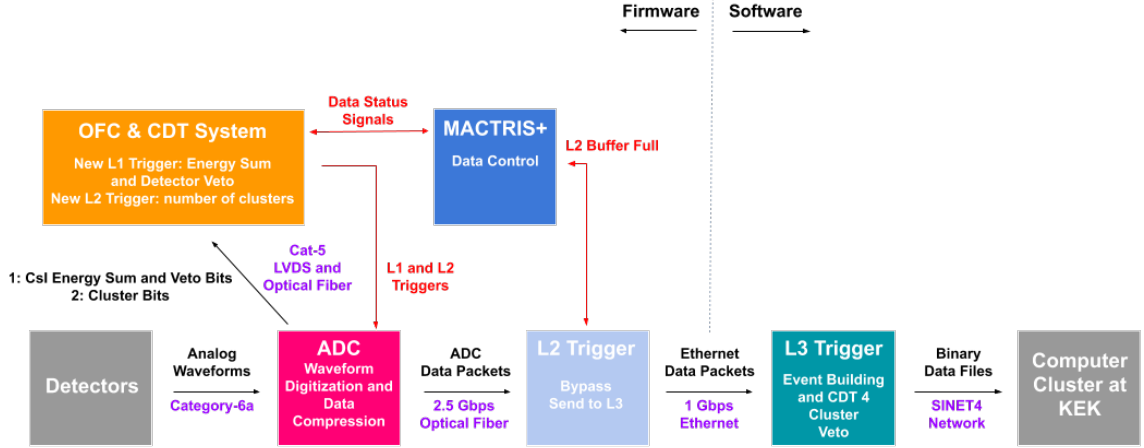 Firmware
Software
OFC & CDT System
New L1 Trigger: Energy Sum
and Detector Veto
New L2 Trigger: number of clusters
Data Status
Signals
MACTRIS+
Data Control
L2 Buffer Full
1: CsI Energy Sum and Veto Bits
2: Cluster Bits
Cat-5
LVDS and
Optical Fiber
L1 and L2
Triggers
Detectors
Analog
Waveforms
Category-6a
ADC
Waveform
Digitization and
Data
Compression
ADC
Data Packets
2.5 Gbps
Optical Fiber
L2 Trigger
Bypass
Send to L3
Ethernet
Data Packets
1 Gbps
Ethernet
L3 Trigger
Event Building
and CDT 4
Cluster
Veto
Binary
Data Files
SINET4
Network
Computer
Cluster at
KEK